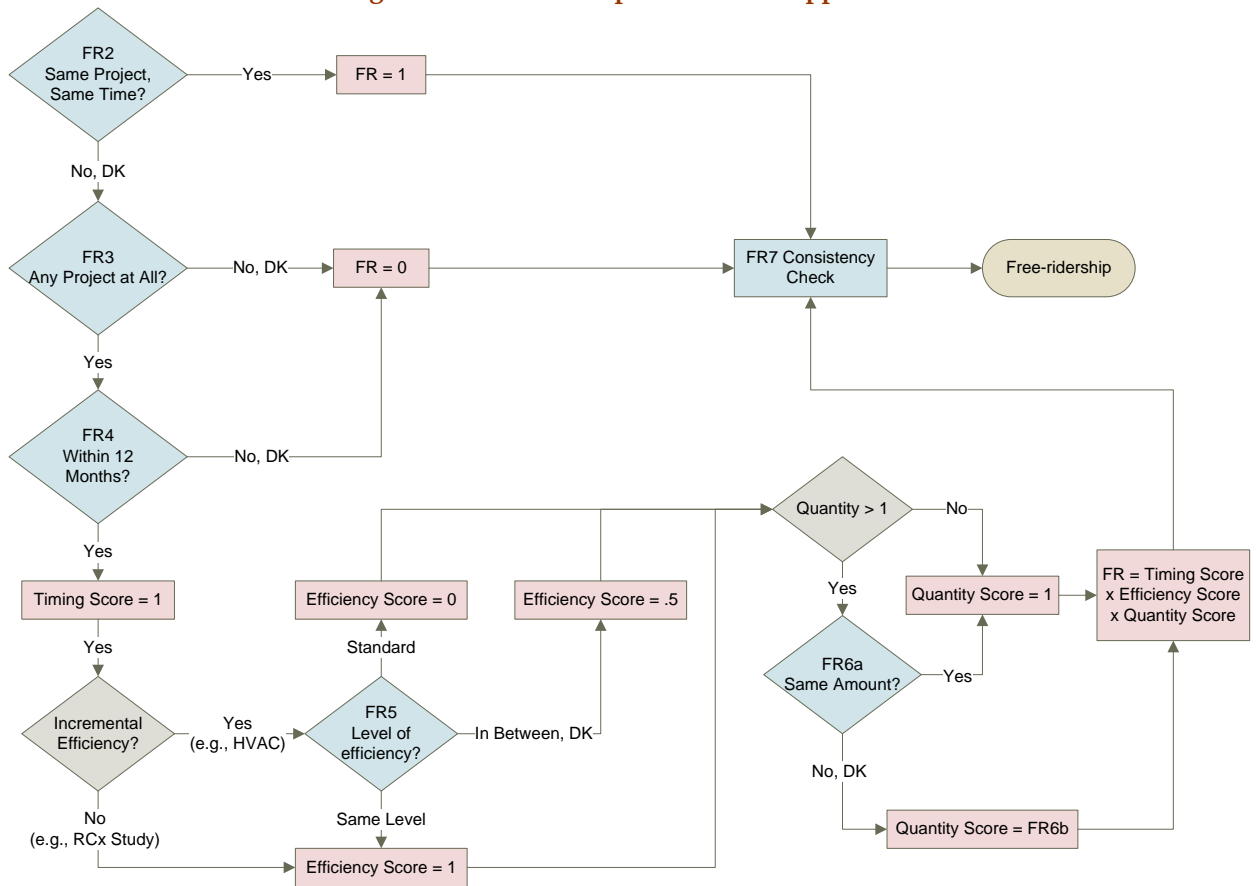 FR2
Same Project,
Same Time?
Yes
FR = 1
No, DK
FR3
Any Project at All?
No, DK
FR = 0
FR7 Consistency
Check
Free-ridership
Yes
FR4
Within 12
Months?
No, DK
Yes
Timing Score = 1
Yes
Incremental
Efficiency?
Yes
(e.g., HVAC)
No
(e.g., RCx Study)
FR5
Level of
efficiency?
Standard
Efficiency Score = 0
In Between, DK
Efficiency Score = .5
Same Level
Efficiency Score = 1
Quantity > 1
No
Quantity Score = 1
Yes
FR6a
Same Amount?
Yes
No, DK
Quantity Score = FR6b
FR = Timing Score
x Efficiency Score
x Quantity Score